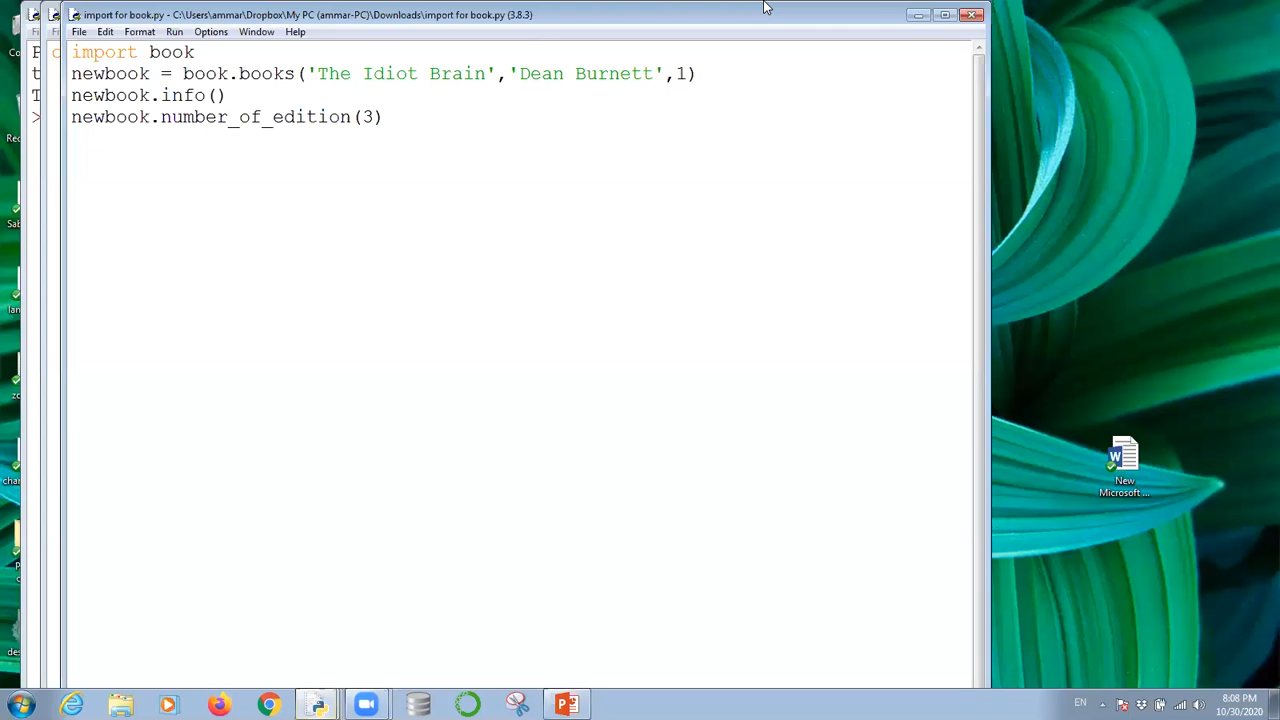 import for book.py - C:\Users\ammar\Dropbox\My PC (ammar-PC)\Downloads\import for book.py (3.8.3)
File Edit Format Run Options Window Help
import book
newbook = book.books('The Idiot Brain','Dean Burnett',1)
newbook.info()
newbook.number_of_edition(3)
New
Microsoft ...
EN
8:08 PM
10/30/2020